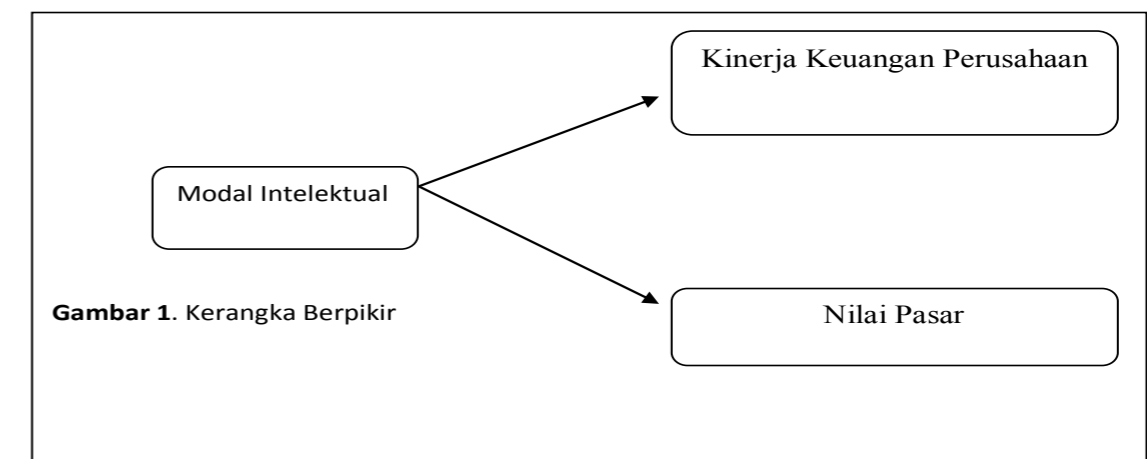 Kinerja Keuangan Perusahaan
Modal Intelektual
Gambar 1. Kerangka Berpikir
Nilai Pasar